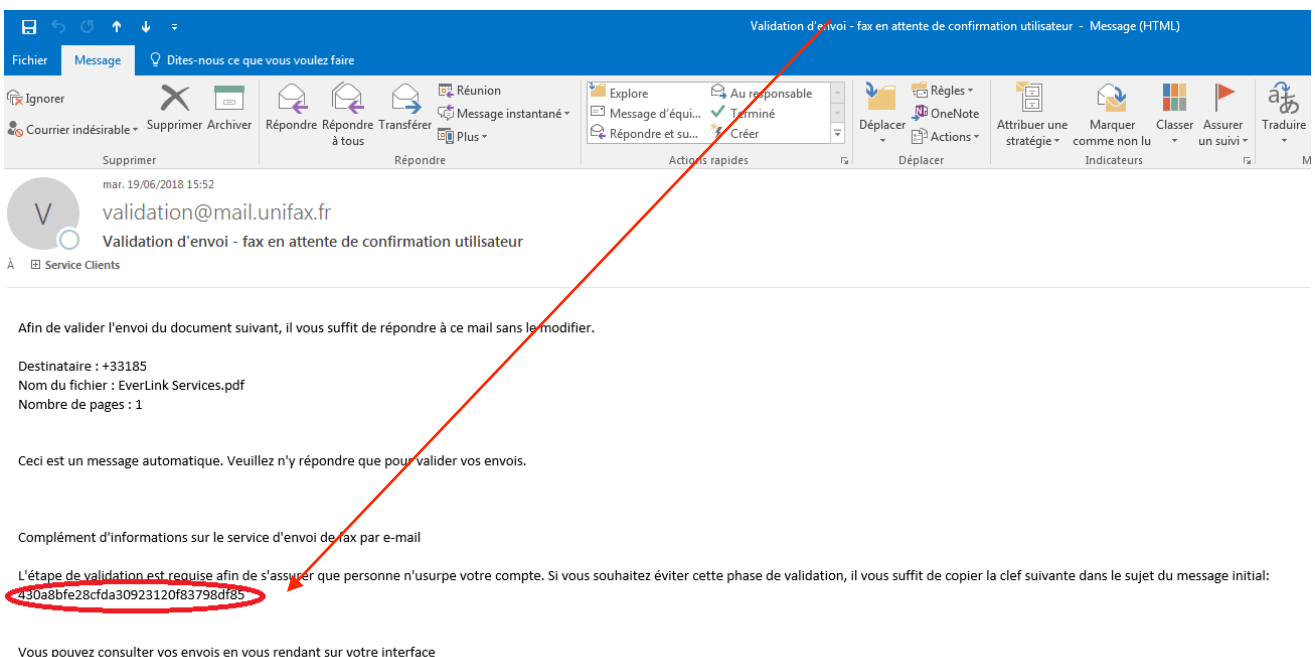 Validation d'envoi - fax en attente de confirmation utilisateur - Message (HTML)
Fichier Message Dites-nous ce que vous voulez faire
Ignorer
Courrier indésirable
Supprimer
Archiver
Supprimer
Répondre
Répondre à tous
Transférer
Réunion
Message instantané
Plus
Répondre
Explore
Message d'équi...
Répondre et su...
Au responsable
Terminé
Créer
Actions rapides
Déplacer
Règles
OneNote
Actions
Déplacer
Attribuer une stratégie
Marquer comme non lu
Classer
Assurer un suivi
Indicateurs
Traduire
M
mar. 19/06/2018 15:52
V
validation@mail.unifax.fr
Validation d'envoi - fax en attente de confirmation utilisateur
À Service Clients
Afin de valider l'envoi du document suivant, il vous suffit de répondre à ce mail sans le modifier.
Destinataire : +33185
Nom du fichier : EverLink Services.pdf
Nombre de pages : 1
Ceci est un message automatique. Veuillez n'y répondre que pour valider vos envois.
Complément d'informations sur le service d'envoi de fax par e-mail
L'étape de validation est requise afin de s'assurer que personne n'usurpe votre compte. Si vous souhaitez éviter cette phase de validation, il vous suffit de copier la clef suivante dans le sujet du message initial:
430a8bfe28cfda30923120f83798df85
Vous pouvez consulter vos envois en vous rendant sur votre interface